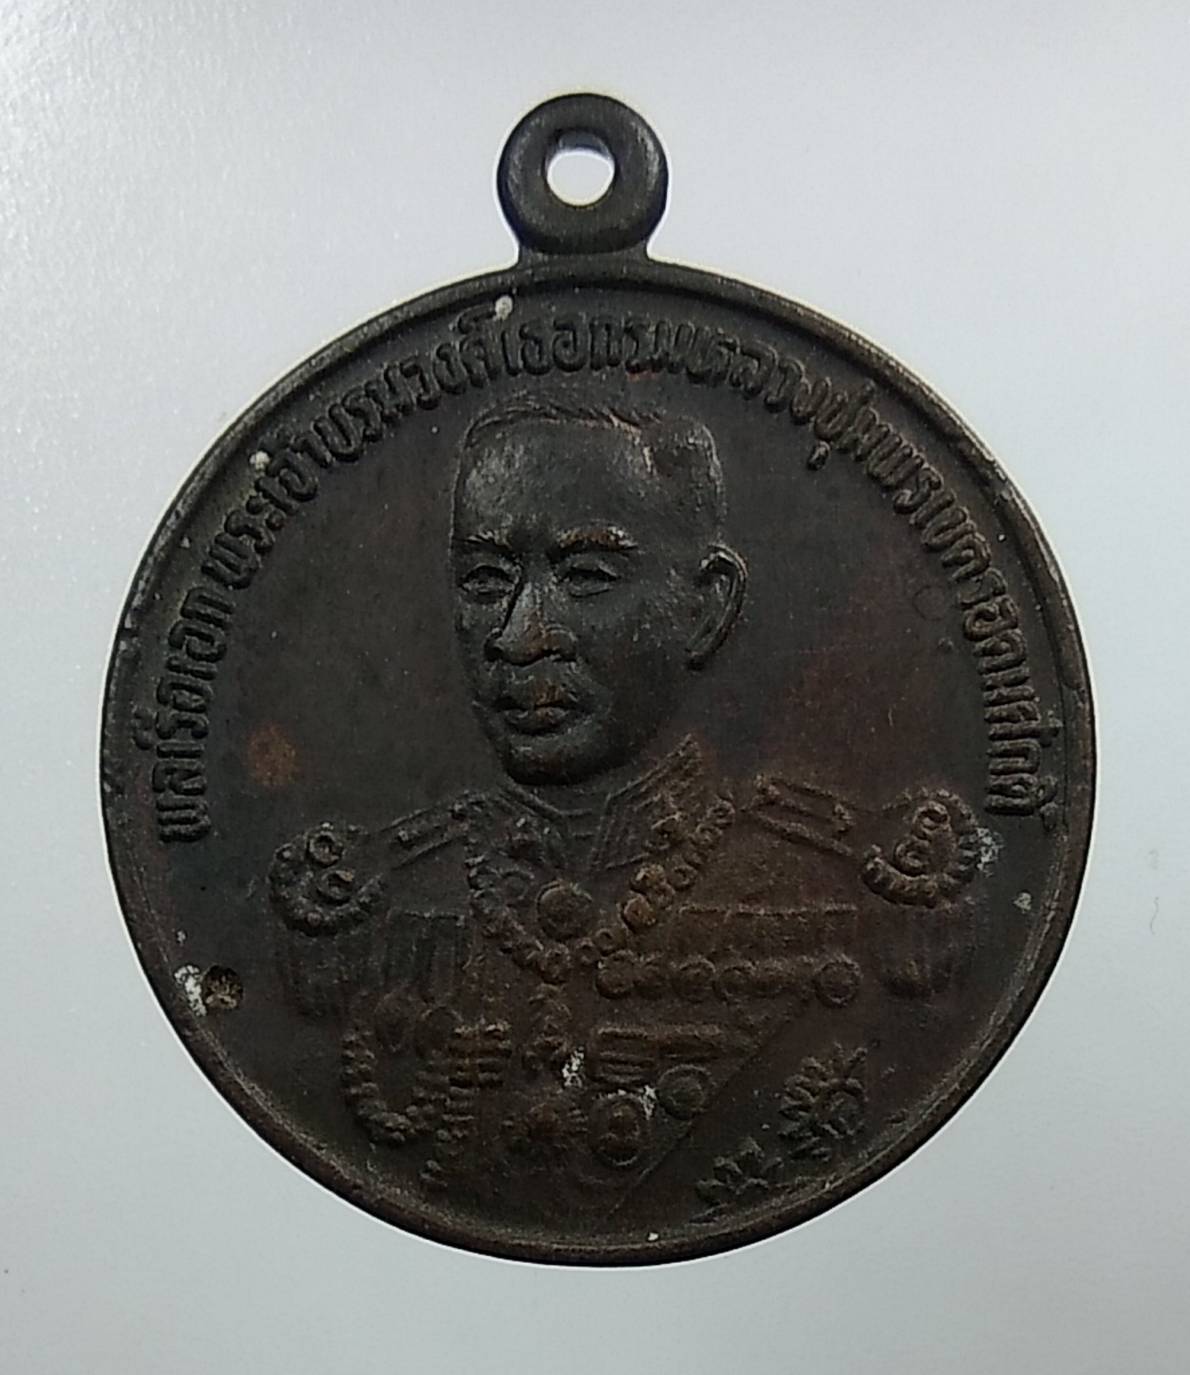 พลเรือเอก พระเจ้าบรมวงศ์เธอกรมหลวงชุมพรเขตรอุดมศักดิ์